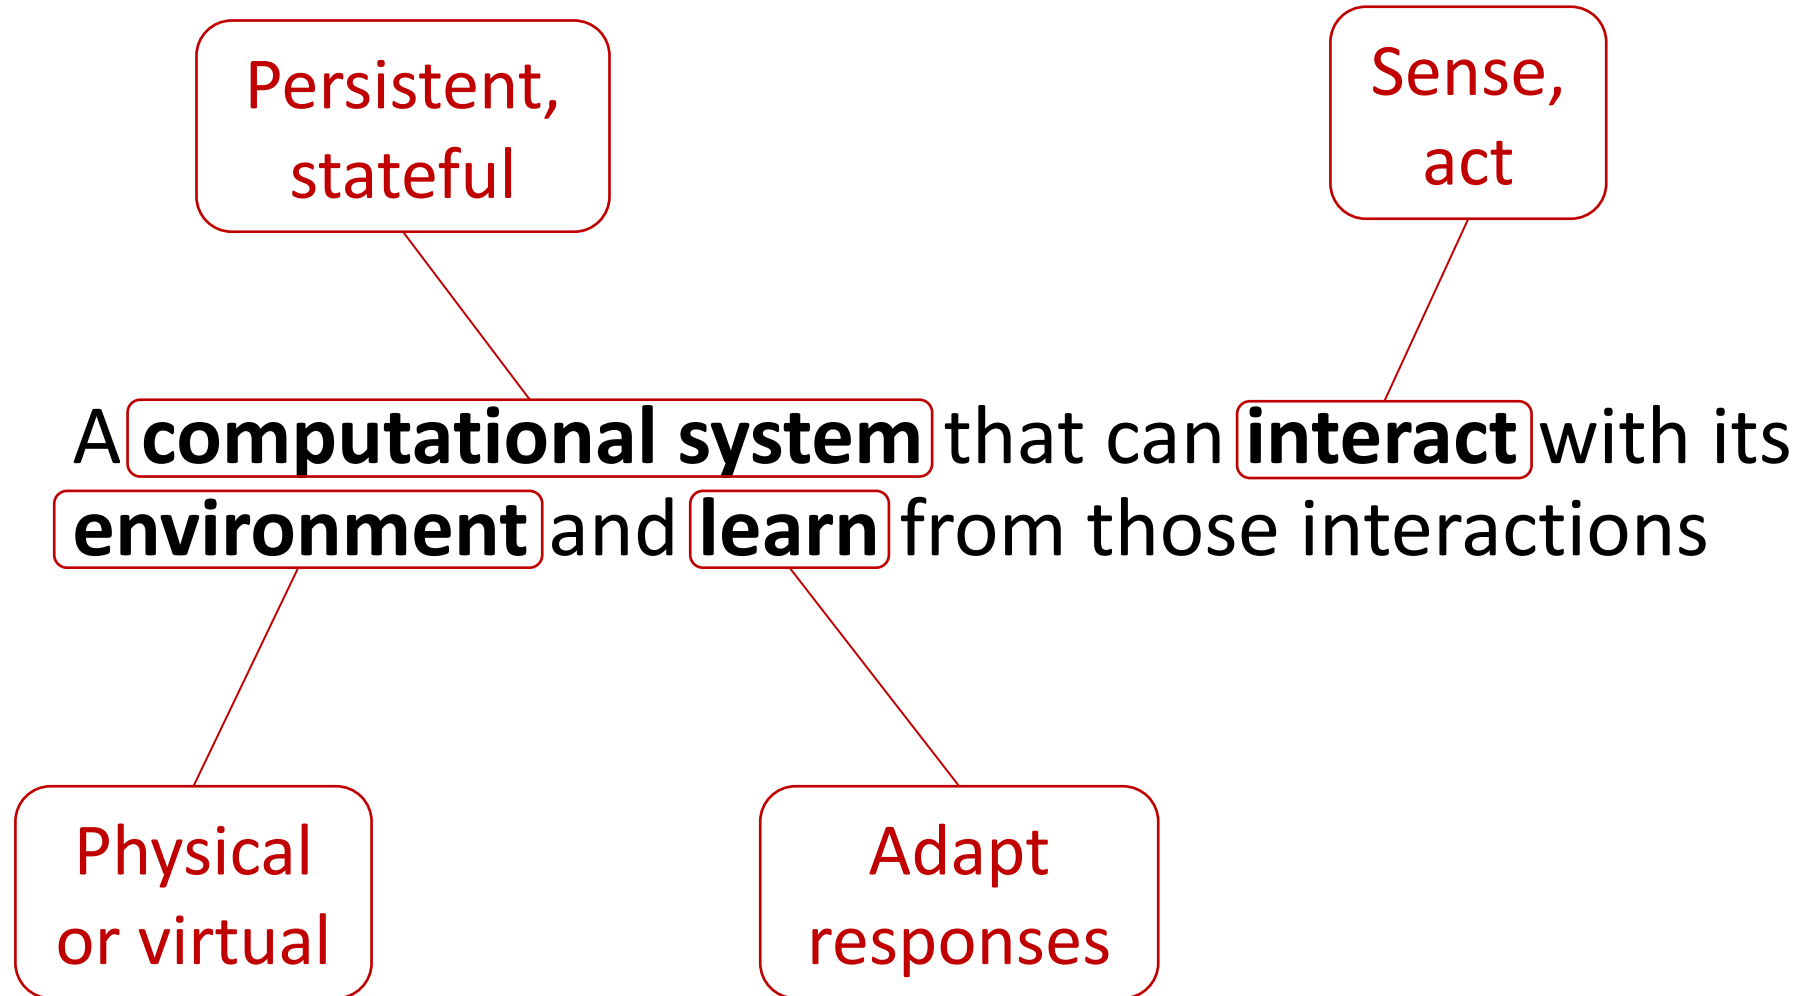 Persistent,
stateful
Sense,
act
A computational system that can interact with its
environment and learn from those interactions
Physical
or virtual
Adapt
responses